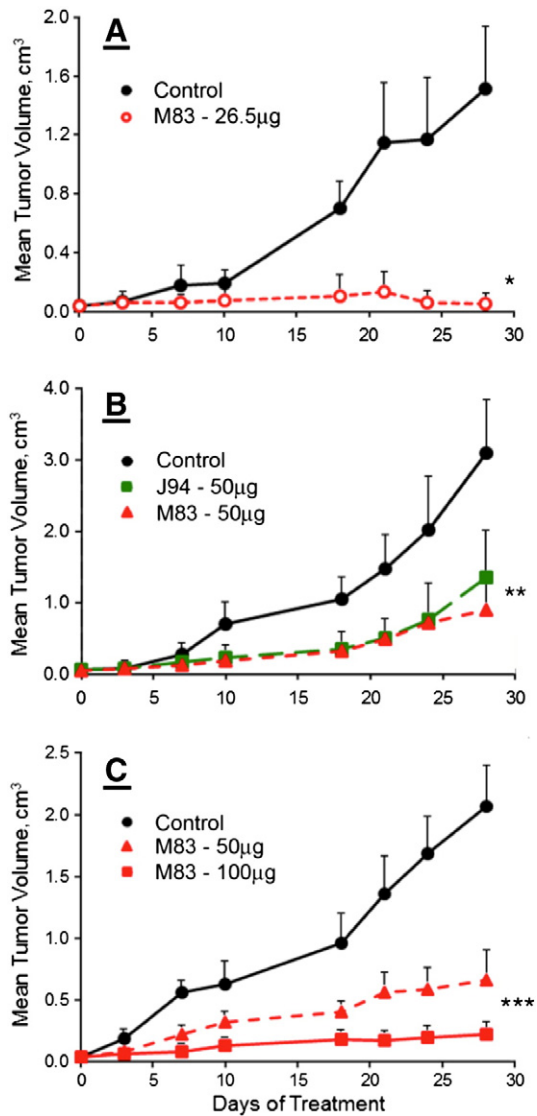 A
Mean Tumor Volume, cm³
2.0
1.6
1.2
0.8
0.4
0.0
Control
M83 - 26.5µg
*
0 5 10 15 20 25 30
B
Mean Tumor Volume, cm³
4.0
3.0
2.0
1.0
0.0
Control
J94 - 50µg
M83 - 50µg
**
0 5 10 15 20 25 30
C
Mean Tumor Volume, cm³
2.5
2.0
1.5
1.0
0.5
0.0
Control
M83 - 50µg
M83 - 100µg
***
0 5 10 15 20 25 30
Days of Treatment